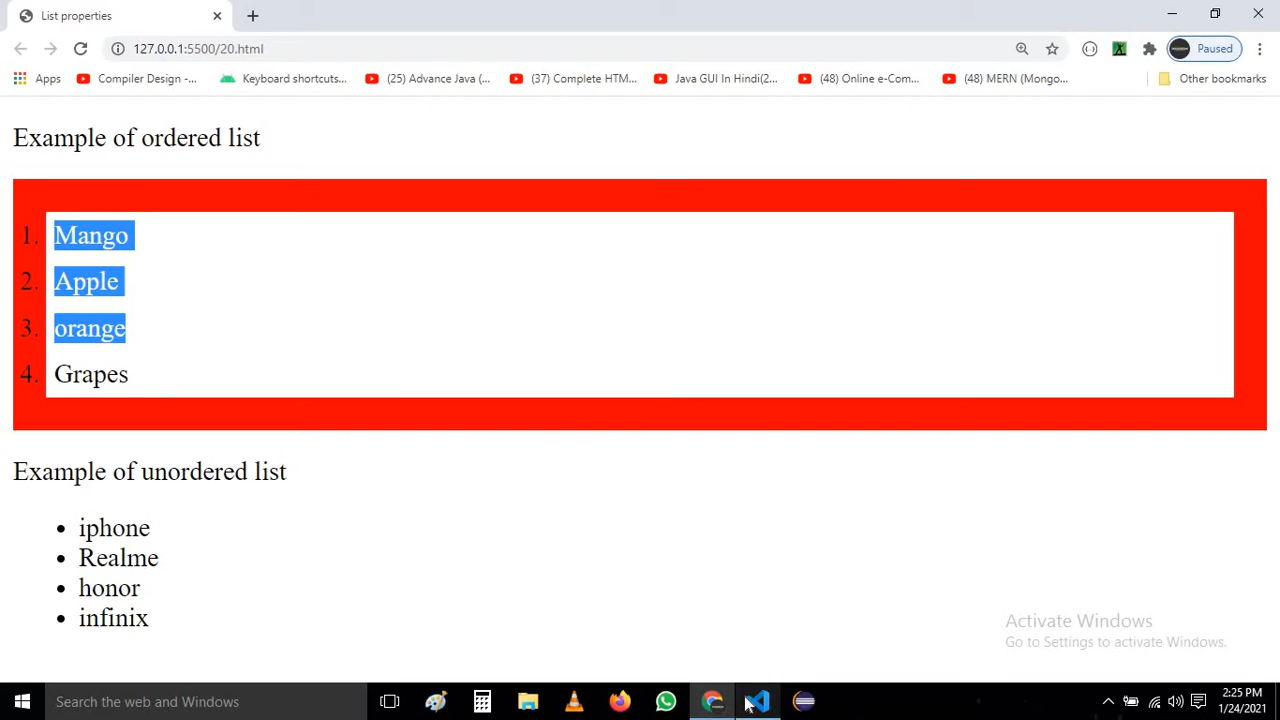 List properties
127.0.0.1:5500/20.html
Paused
Apps
Compiler Design -...
Keyboard shortcuts...
(25) Advance Java (...
(37) Complete HTM...
Java GUI In Hindi(2...
(48) Online e-Com...
(48) MERN (Mongo...
Other bookmarks
Example of ordered list
1. Mango
2. Apple
3. orange
4. Grapes
Example of unordered list
• iphone
• Realme
• honor
• infinix
Activate Windows
Go to Settings to activate Windows.
Search the web and Windows
2:25 PM
1/24/2021